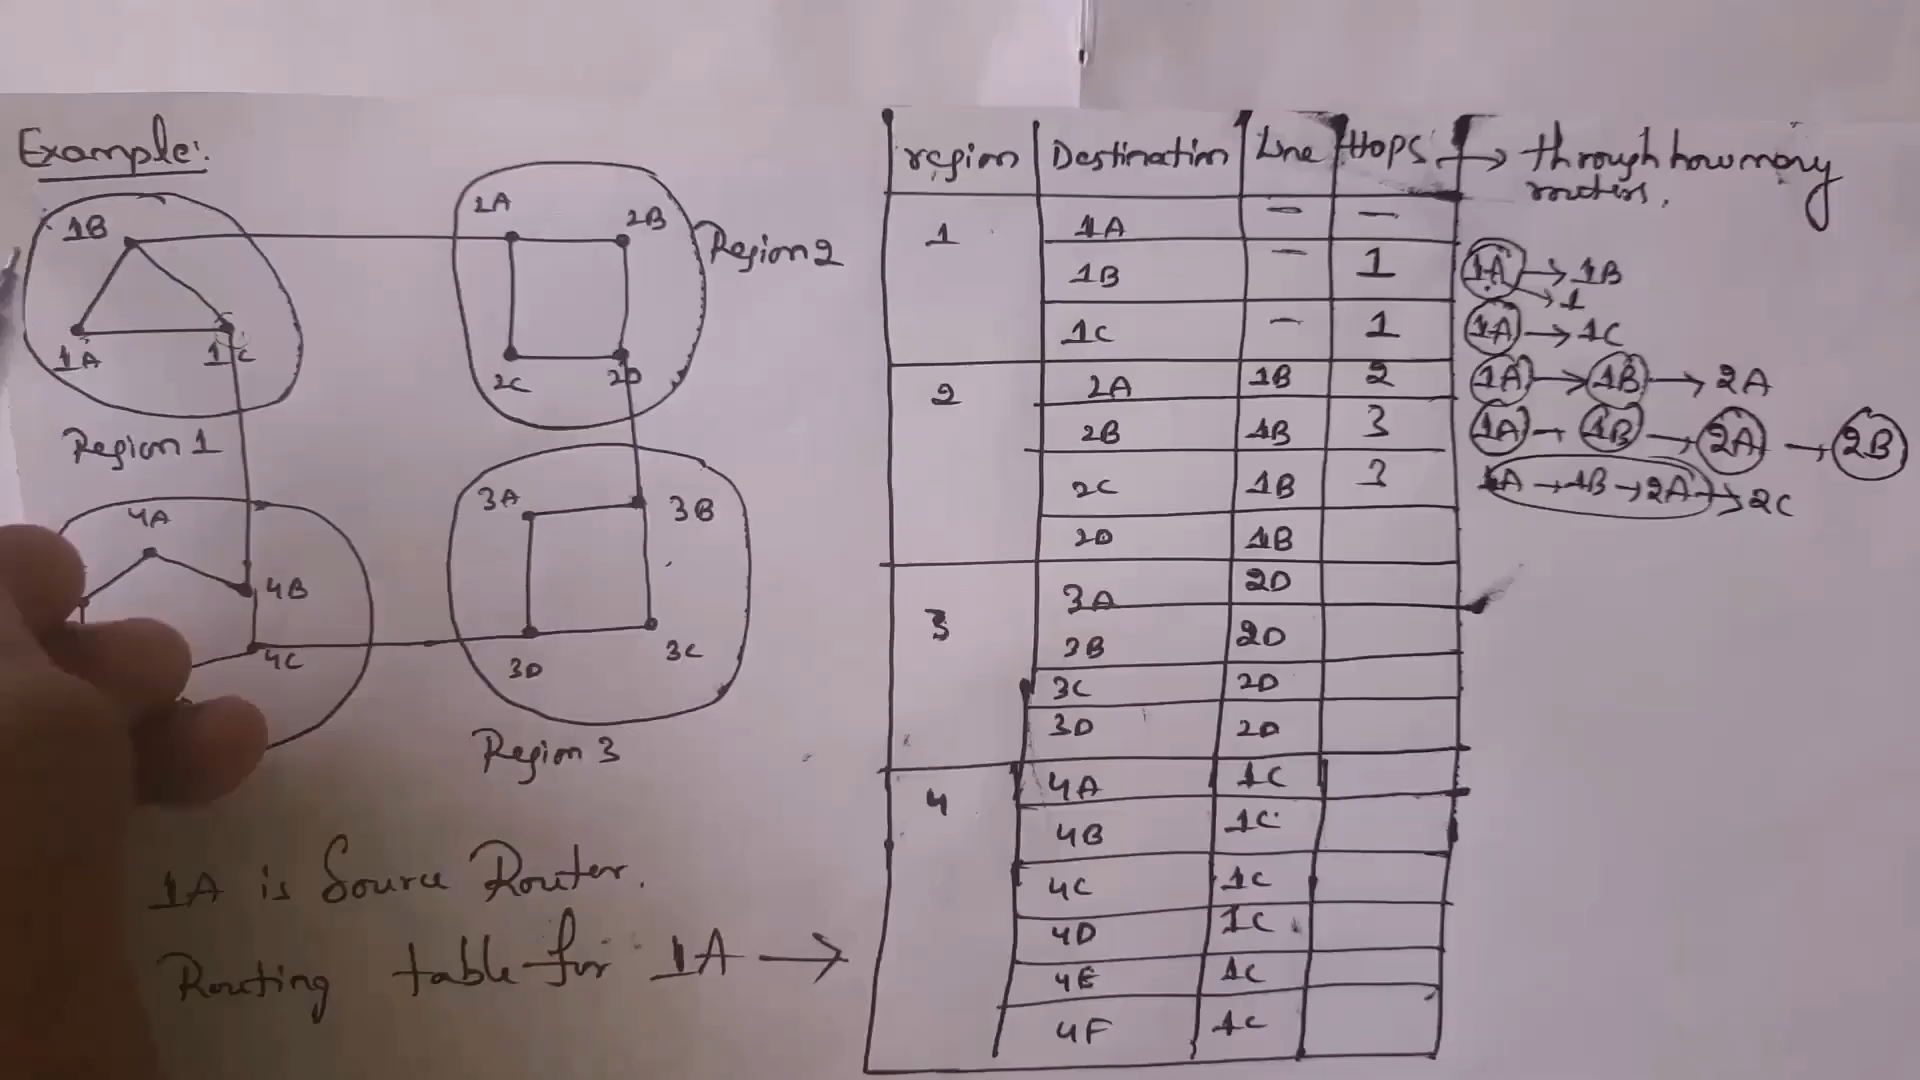 Example:
1B
1A
1C
Region 1
2A
2B
2C
2D
Region 2
4A
4B
4C
3A
3B
3D
3C
Region 3
1A is Source Router.
Routing table for 1A →
region Destination Line Hops → through how many
routers.
1 1A - -
1B - 1 1A → 1B
→ 1
1C - 1 1A → 1C
2 2A 1B 2 1A → 1B → 2A
2B 1B 3 1A → 1B → 2A → 2B
2C 1B 3 1A → 1B → 2A → 2C
2D 1B
3 3A 2D
3B 2D
3C 2D
3D 2D
4 4A 1C
4B 1C
4C 1C
4D 1C
4E 1C
4F 1C